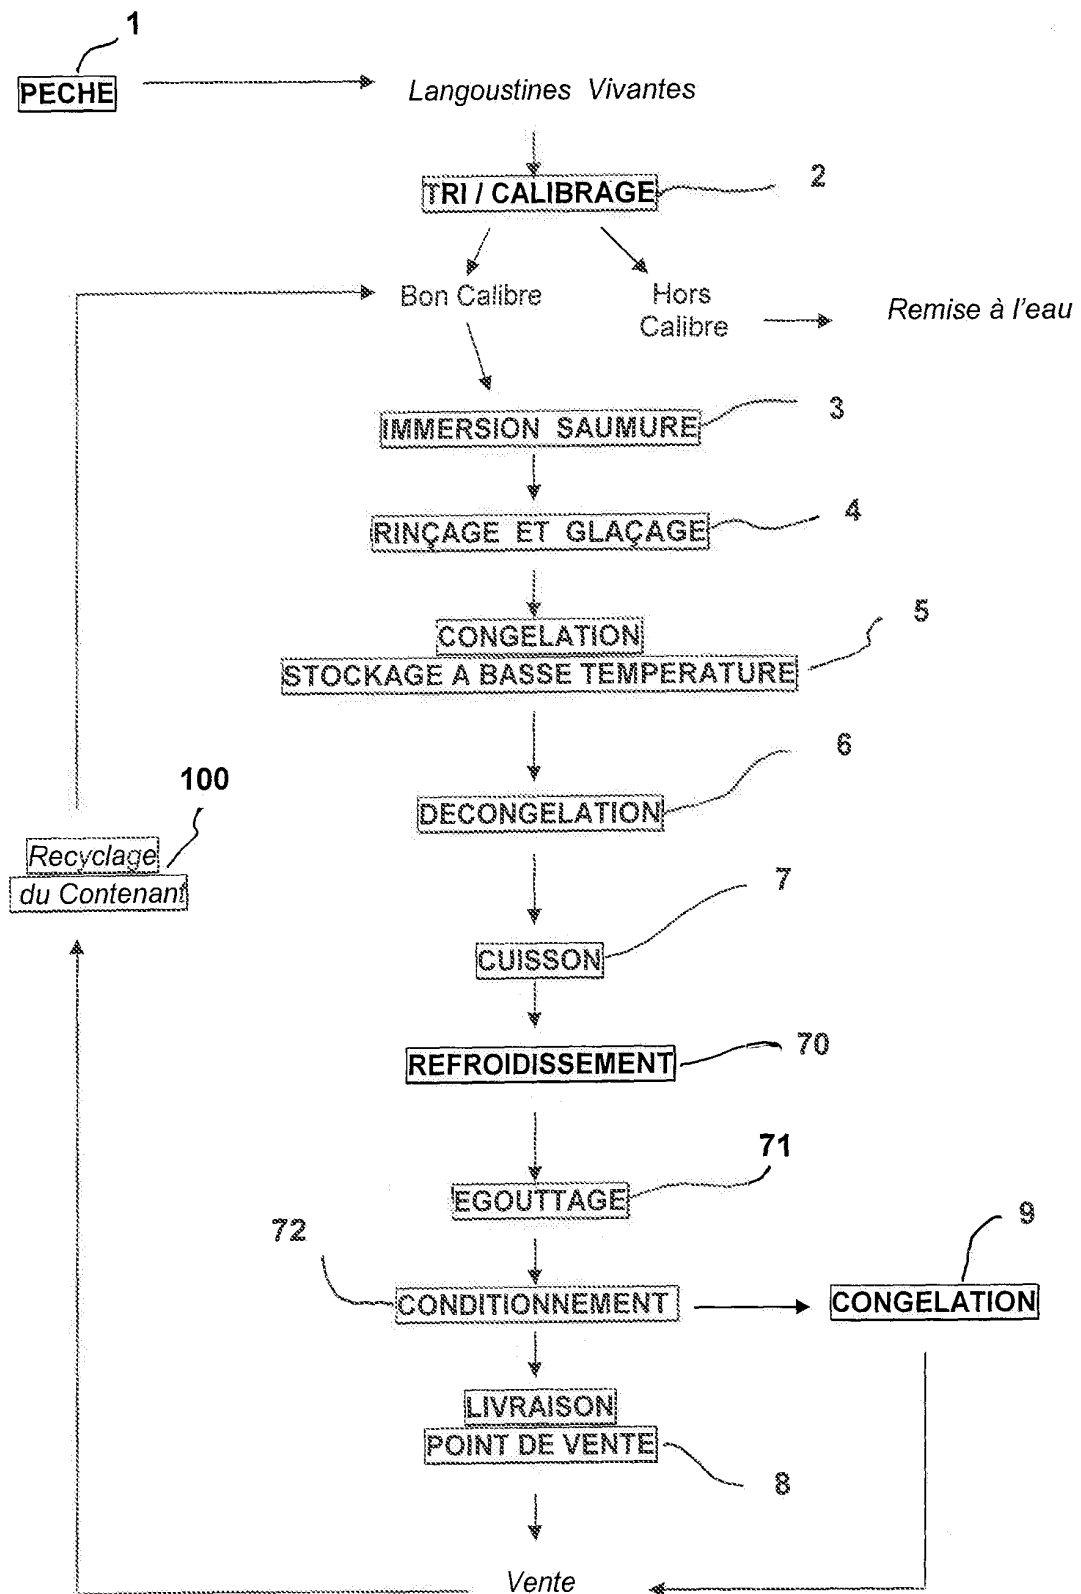 1
PECHE
Langoustines Vivantes
TRI / CALIBRAGE
2
Bon Calibre
Hors
Calibre
Remise à l'eau
IMMERSION SAUMURE
3
RINÇAGE ET GLAÇAGE
4
CONGELATION
STOCKAGE A BASSE TEMPERATURE
5
DECONGELATION
6
100
Recyclage
du Contenant
CUISSON
7
REFROIDISSEMENT
70
EGOUTTAGE
71
72
CONDITIONNEMENT
CONGELATION
9
LIVRAISON
POINT DE VENTE
8
Vente